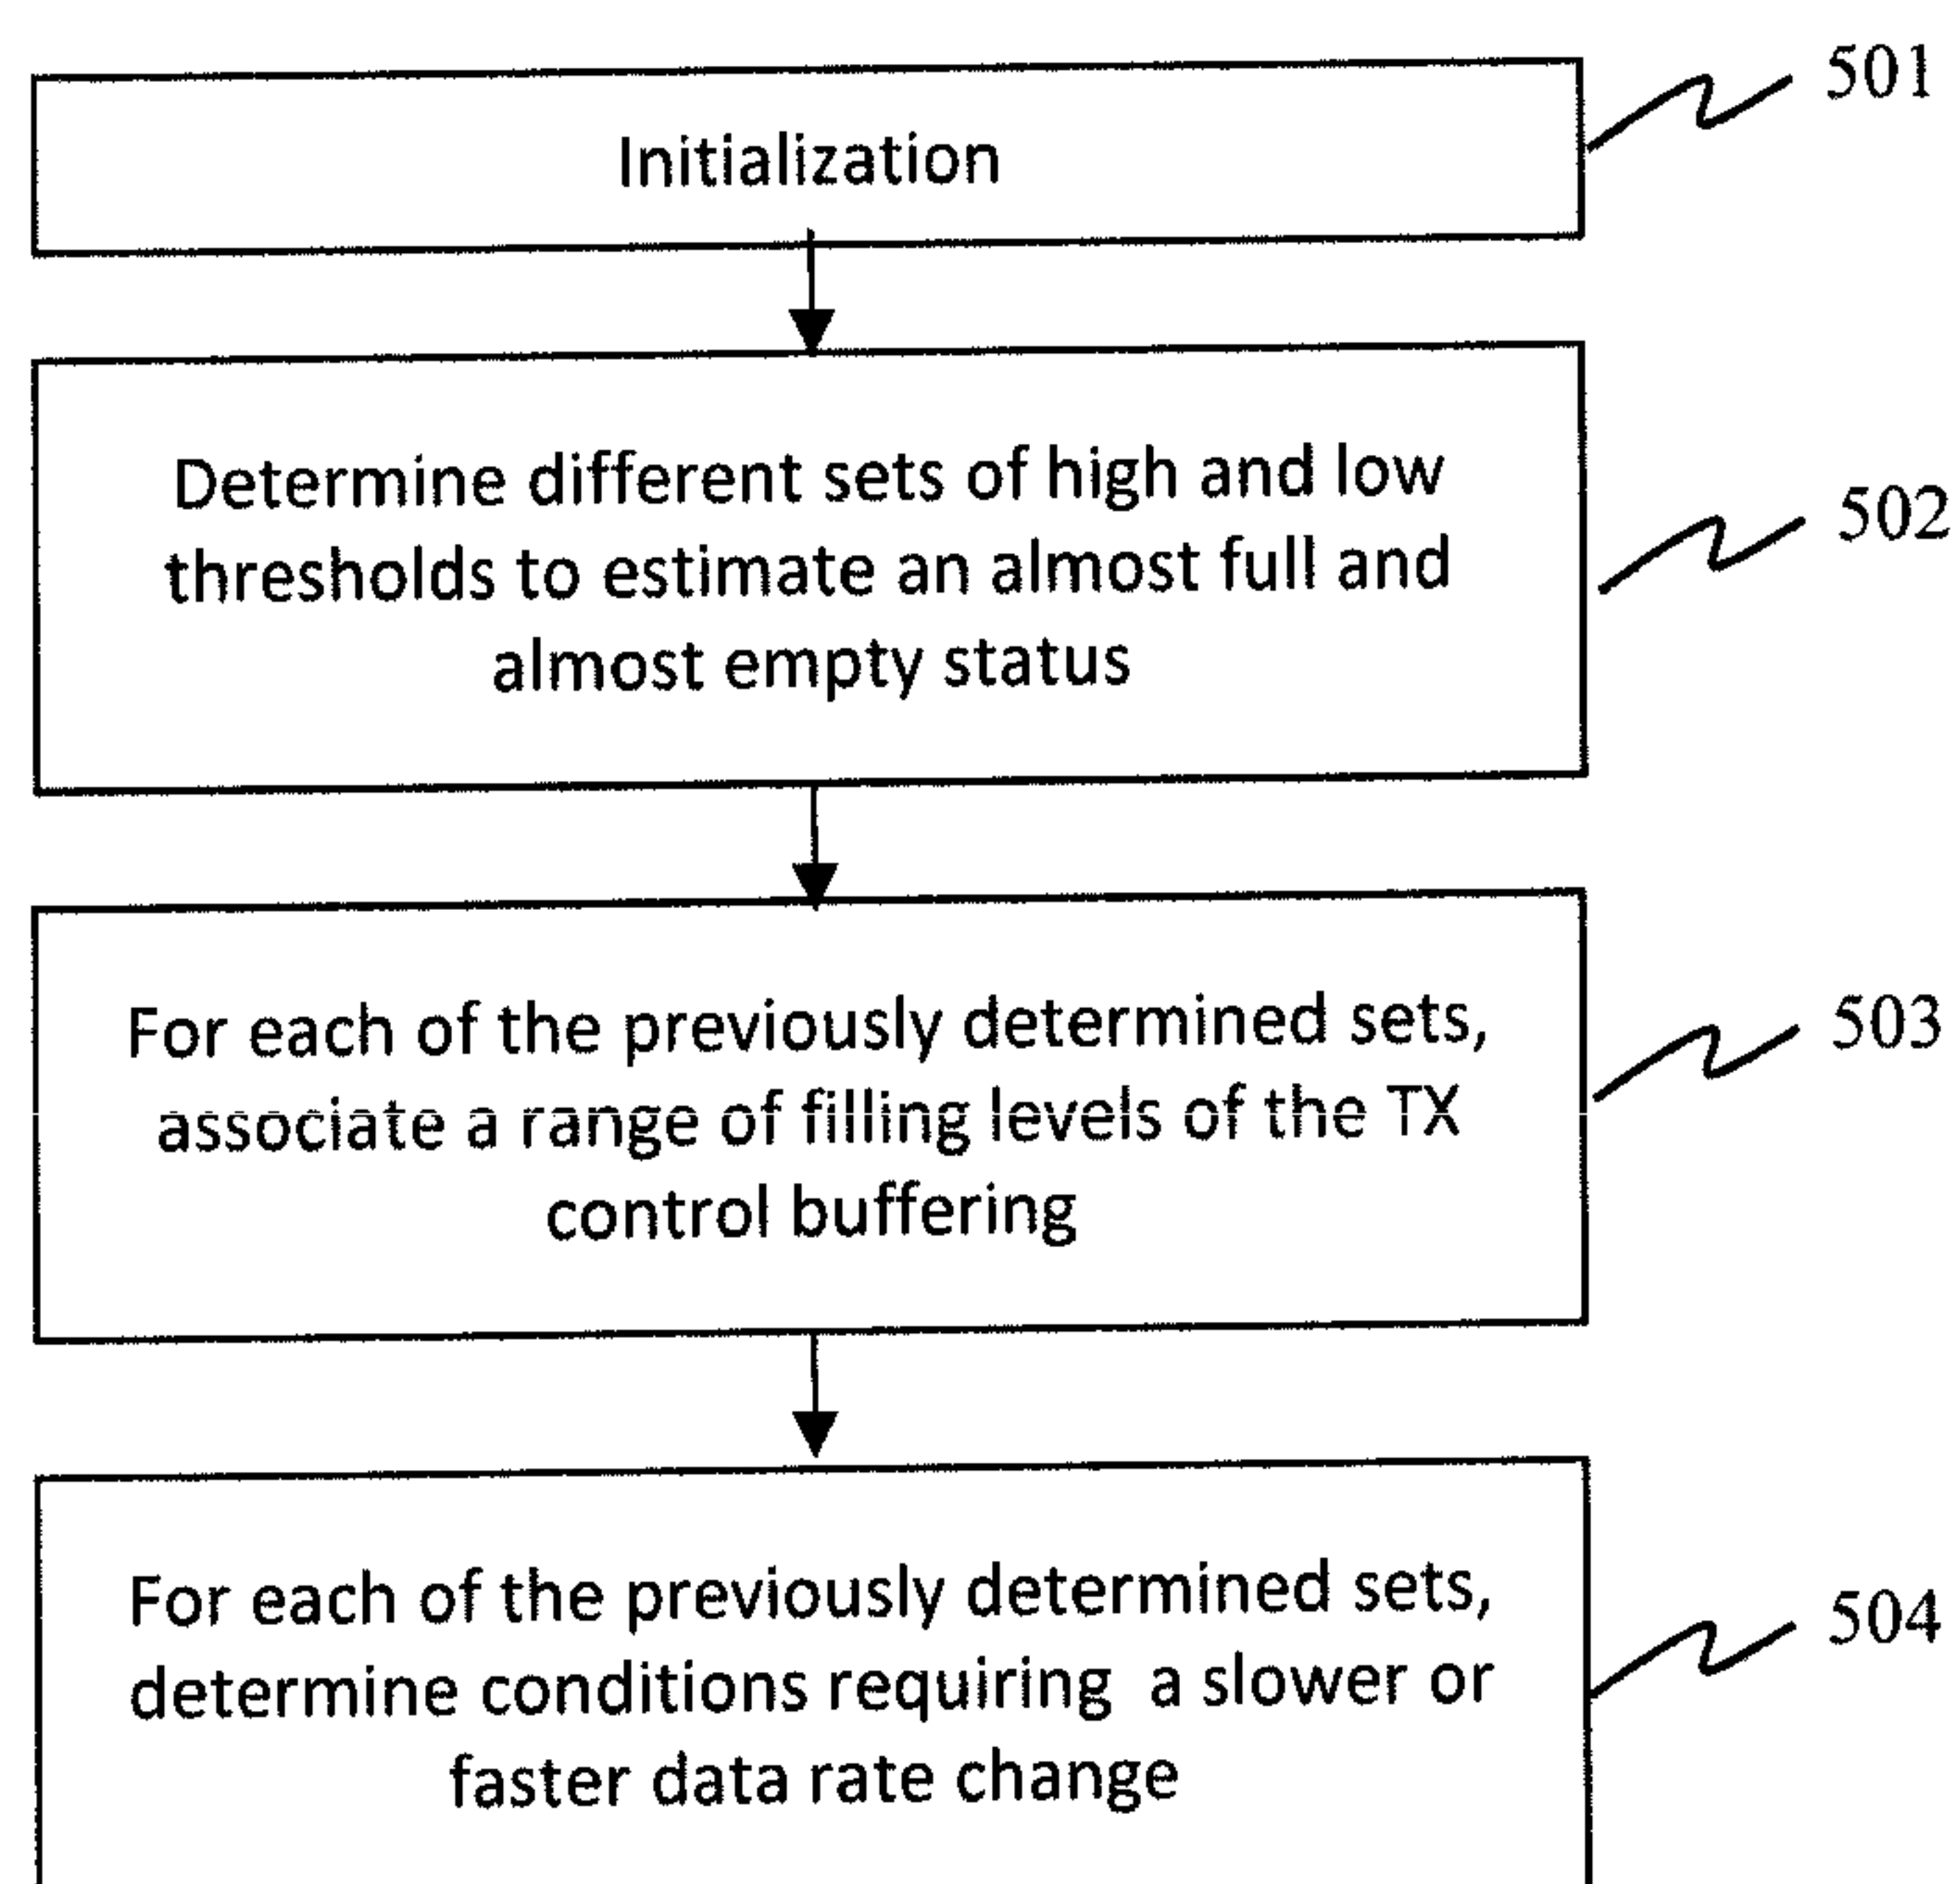 Initialization
501
Determine different sets of high and low
thresholds to estimate an almost full and
almost empty status
502
For each of the previously determined sets,
associate a range of filling levels of the TX
control buffering
503
For each of the previously determined sets,
determine conditions requiring a slower or
faster data rate change
504